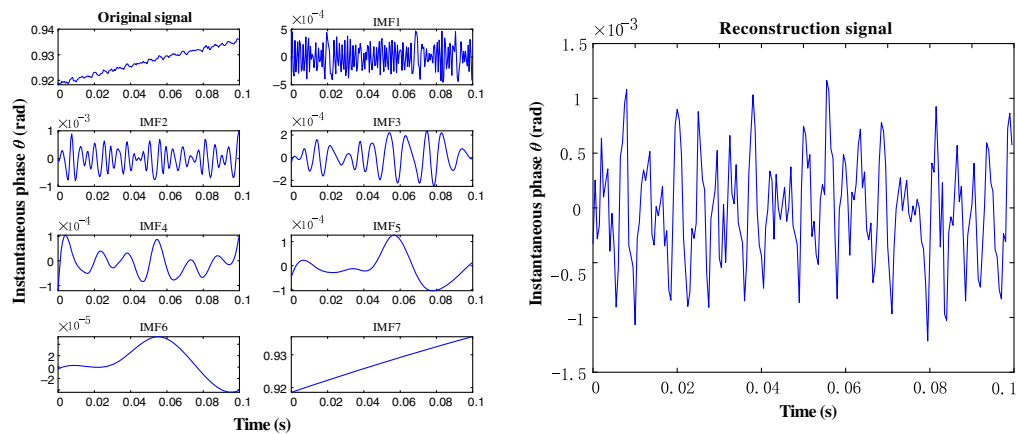 Original signal
0.94
0.93
0.92
0 0.02 0.04 0.06 0.08 0.1
×10⁻⁴
IMF1
5
0
−5
0 0.02 0.04 0.06 0.08 0.1
×10⁻³
IMF2
1
0
−1
0 0.02 0.04 0.06 0.08 0.1
×10⁻⁴
IMF3
2
0
−2
0 0.02 0.04 0.06 0.08 0.1
×10⁻⁴
IMF4
1
0
−1
0 0.02 0.04 0.06 0.08 0.1
×10⁻⁴
IMF5
1
0
−1
0 0.02 0.04 0.06 0.08 0.1
×10⁻⁵
IMF6
2
0
−2
0 0.02 0.04 0.06 0.08 0.1
IMF7
0.93
0.92
0 0.02 0.04 0.06 0.08 0.1
Instantaneous phase θ (rad)
Time (s)
×10⁻³
Reconstruction signal
1.5
1
0.5
0
−0.5
−1
−1.5
0 0.02 0.04 0.06 0.08 0.1
Instantaneous phase θ (rad)
Time (s)